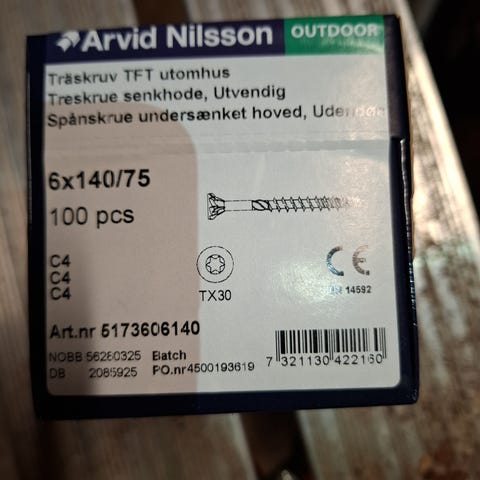 Arvid Nilsson OUTDOOR
Träskruv TFT utomhus
Treskrue senkhode, Utvendig
Spånskrue undersænket hoved, Udendørs
6x140/75
100 pcs
C4
C4
C4
TX30
CE
14592
Art.nr 5173606140
NOBB 56260325 Batch
DB 2085925 PO.nr4500193619
7 321130 422160